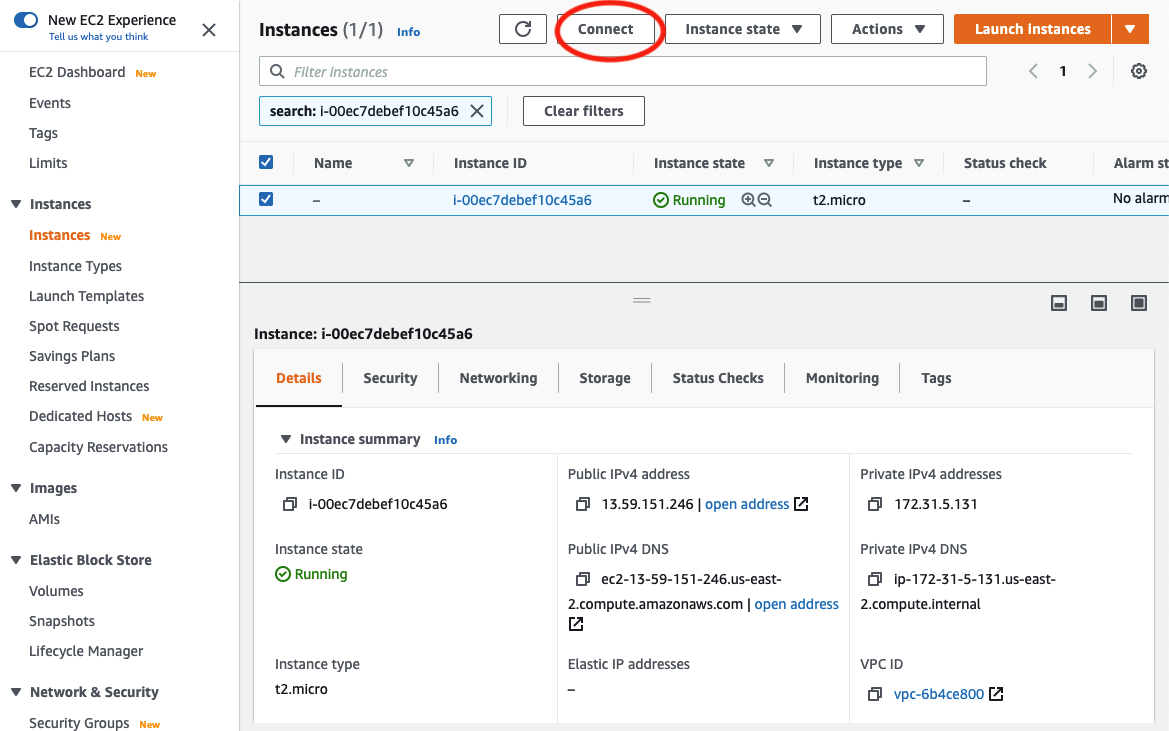 New EC2 Experience
Tell us what you think
EC2 Dashboard New
Events
Tags
Limits
Instances
Instances New
Instance Types
Launch Templates
Spot Requests
Savings Plans
Reserved Instances
Dedicated Hosts New
Capacity Reservations
Images
AMIs
Elastic Block Store
Volumes
Snapshots
Lifecycle Manager
Network & Security
Security Groups New
Instances (1/1) Info
Connect
Instance state
Actions
Launch instances
Filter instances
1
search: i-00ec7debef10c45a6
Clear filters
Name Instance ID Instance state Instance type Status check Alarm st
– i-00ec7debef10c45a6 Running t2.micro – No alarm
Instance: i-00ec7debef10c45a6
Details Security Networking Storage Status Checks Monitoring Tags
Instance summary Info
Instance ID
i-00ec7debef10c45a6
Public IPv4 address
13.59.151.246 | open address
Private IPv4 addresses
172.31.5.131
Instance state
Running
Public IPv4 DNS
ec2-13-59-151-246.us-east-
2.compute.amazonaws.com | open address
Private IPv4 DNS
ip-172-31-5-131.us-east-
2.compute.internal
Instance type
t2.micro
Elastic IP addresses
–
VPC ID
vpc-6b4ce800